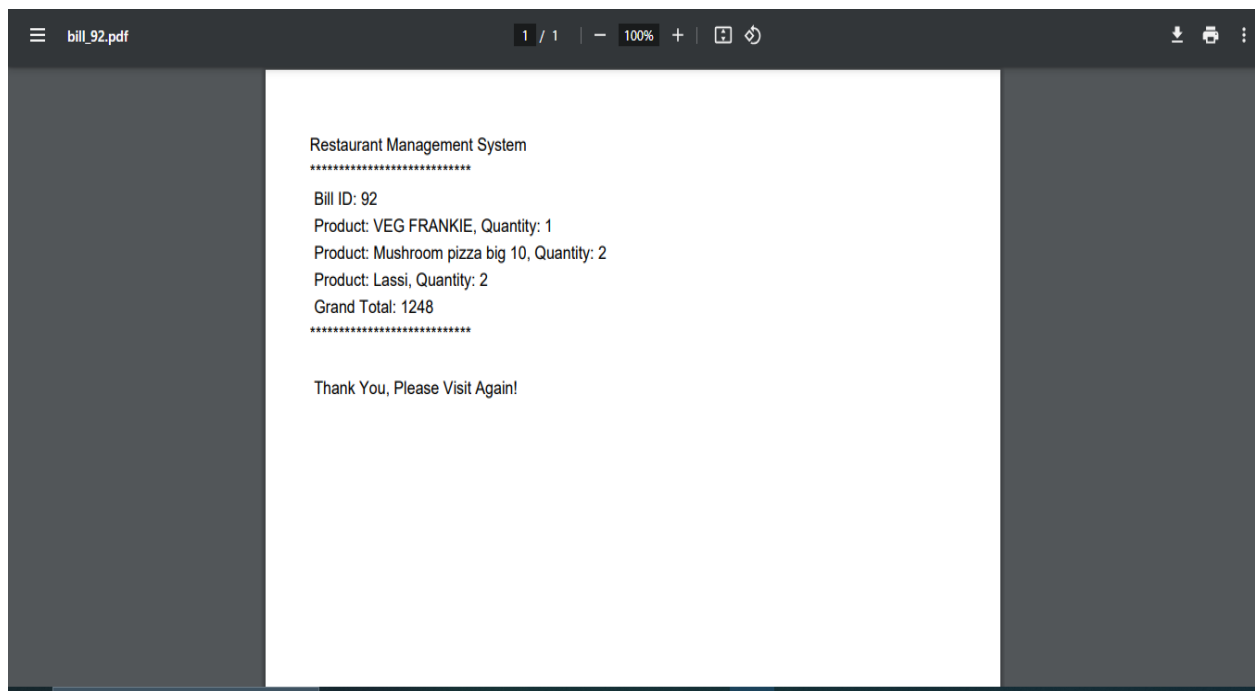 bill_92.pdf
1 / 1 | − 100% + |
Restaurant Management System
****************************
Bill ID: 92
Product: VEG FRANKIE, Quantity: 1
Product: Mushroom pizza big 10, Quantity: 2
Product: Lassi, Quantity: 2
Grand Total: 1248
****************************
Thank You, Please Visit Again!